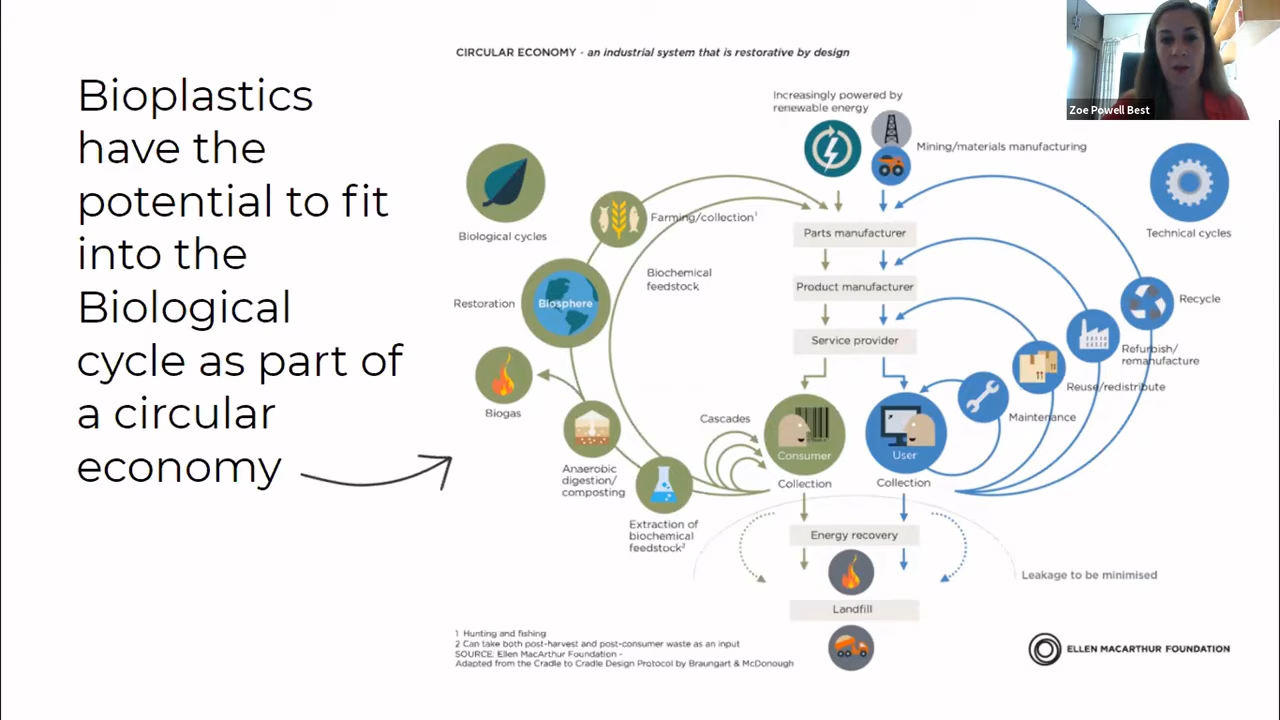 Bioplastics
have the
potential to fit
into the
Biological
cycle as part of
a circular
economy
CIRCULAR ECONOMY - an industrial system that is restorative by design
Zoe Powell Best
Increasingly powered by
renewable energy
Mining/materials manufacturing
Biological cycles
Farming/collection¹
Technical cycles
Parts manufacturer
Biochemical
feedstock
Restoration
Biosphere
Product manufacturer
Recycle
Service provider
Refurbish/
remanufacture
Biogas
Reuse/redistribute
Cascades
Maintenance
Consumer
User
Anaerobic
digestion/
composting
Collection
Collection
Extraction of
biochemical
feedstock²
Energy recovery
Leakage to be minimised
Landfill
1 Hunting and fishing
2 Can take both post-harvest and post-consumer waste as an input
SOURCE: Ellen MacArthur Foundation -
Adapted from the Cradle to Cradle Design Protocol by Braungart & McDonough
ELLEN MACARTHUR FOUNDATION